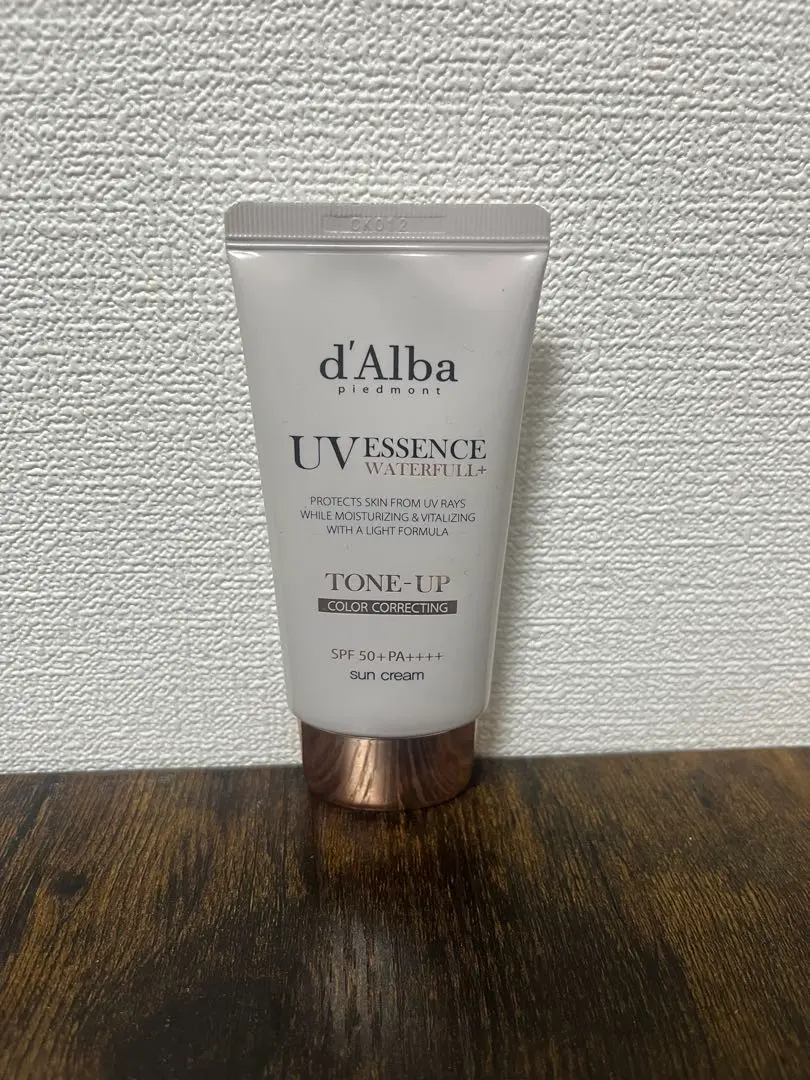 CK012
d'Alba
piedmont
UV ESSENCE
WATERFULL+
PROTECTS SKIN FROM UV RAYS
WHILE MOISTURIZING & VITALIZING
WITH A LIGHT FORMULA
TONE-UP
COLOR CORRECTING
SPF 50+PA++++
sun cream